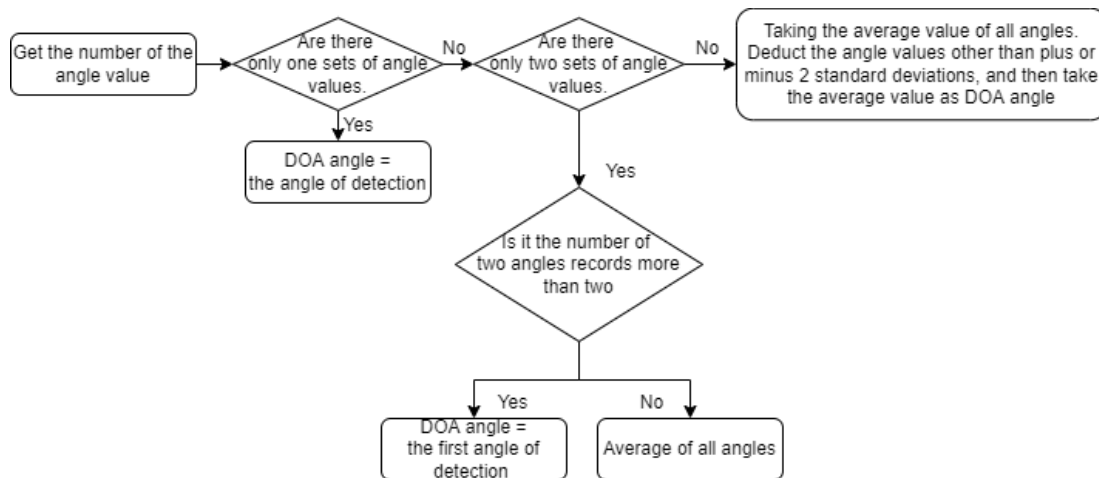 Get the number of the
angle value
Are there
only one sets of angle
values.
No
Are there
only two sets of angle
values.
No
Taking the average value of all angles.
Deduct the angle values other than plus or
minus 2 standard deviations, and then take
the average value as DOA angle
Yes
DOA angle =
the angle of detection
Yes
Is it the number of
two angles records more
than two
Yes
No
DOA angle =
the first angle of
detection
Average of all angles